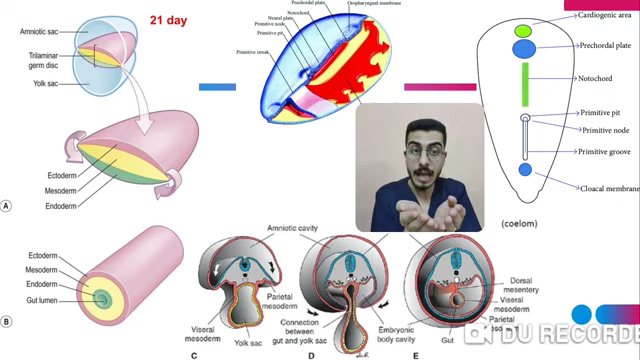 21 day
Amniotic sac
Trilaminar
germ disc
Yolk sac
Ectoderm
Mesoderm
Endoderm
A
Prechordal plate
Oropharyngeal membrane
Notochord
Neural plate
Primitive node
Primitive pit
Primitive streak
Cardiogenic area
Prechordal plate
Notochord
Primitive pit
Primitive node
Primitive groove
Cloacal membrane
(coelom)
Ectoderm
Mesoderm
Endoderm
Gut lumen
B
Amniotic cavity
Viseral
mesoderm
Yolk sac
Parietal
mesoderm
Connection
between
gut and yolk sac
Embryonic
body cavity
Dorsal
mesentery
Viseral
mesoderm
Parietal
Gut
C
D
E
DU RECORDE